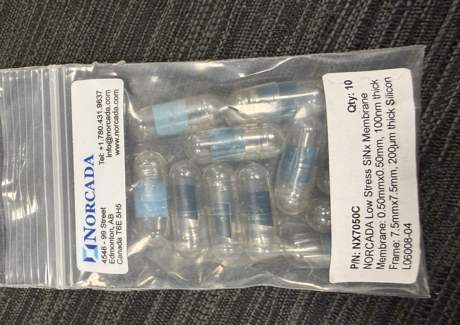 NORCADA
4548 - 99 Street
Edmonton, AB
Canada T6E 5H5
Tel: +1.780.431.9637
info@norcada.com
www.norcada.com
P/N: NX7050C Qty: 10
NORCADA Low Stress SiNx Membrane
Membrane: 0.50mmx0.50mm, 100nm thick
Frame: 7.5mmx7.5mm, 200µm thick Silicon
L06008-04